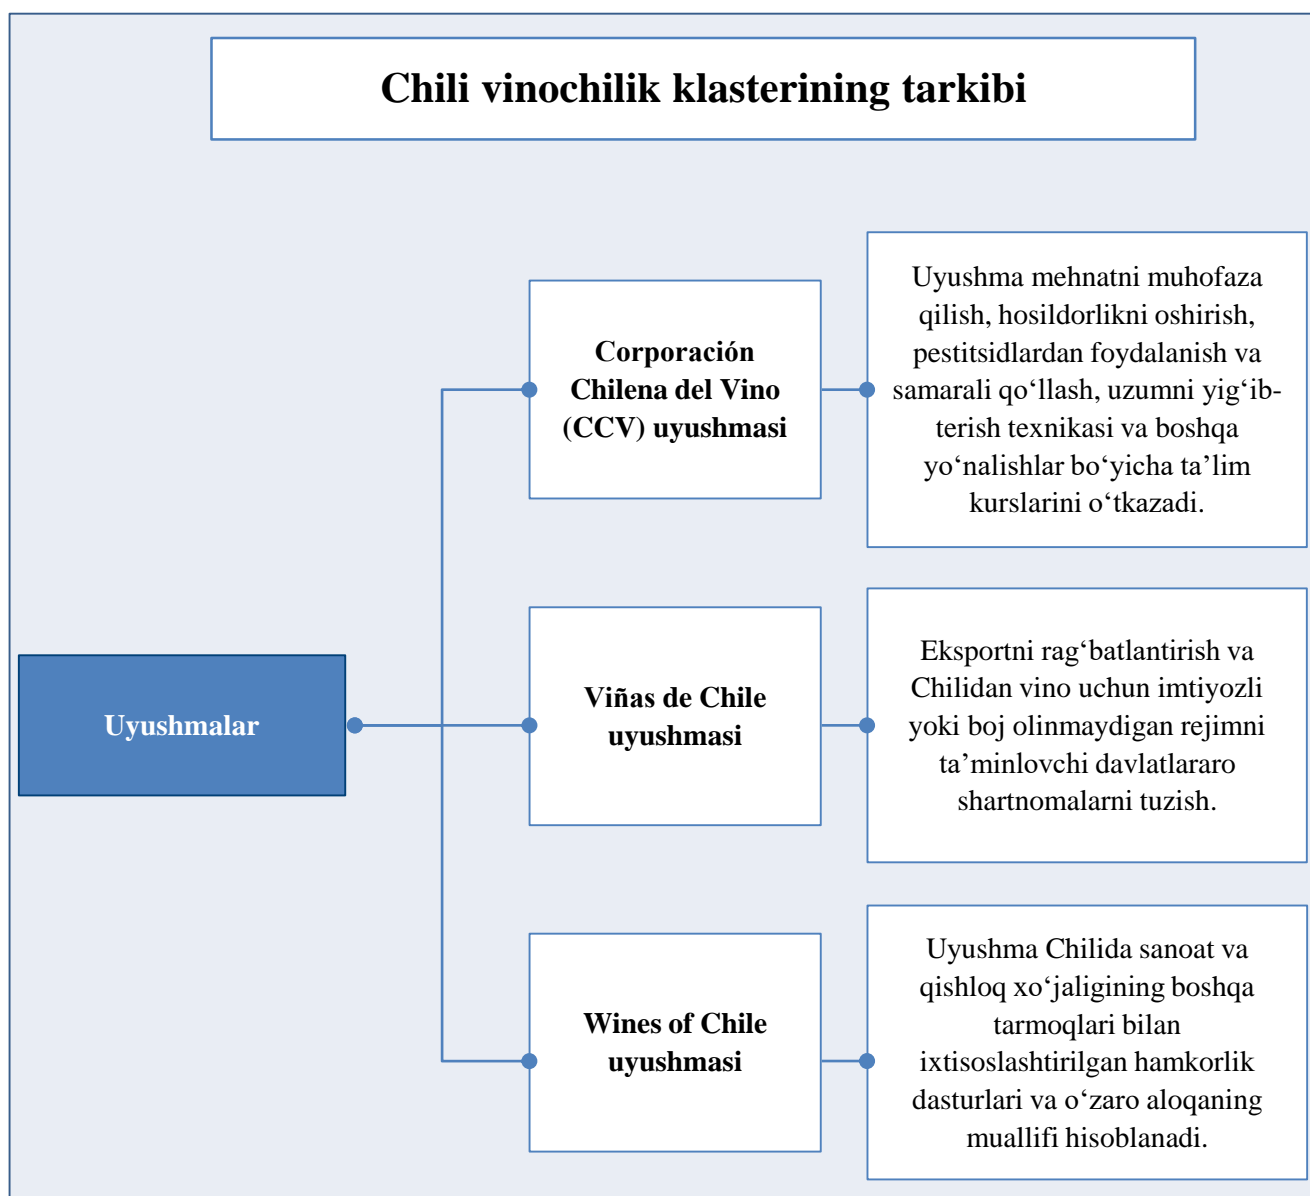 Chili vinochilik klasterining tarkibi
Uyushmalar
Corporación
Chilena del Vino
(CCV) uyushmasi
Uyushma mehnatni muhofaza
qilish, hosildorlikni oshirish,
pestitsidlardan foydalanish va
samarali qo‘llash, uzumni yig‘ib-
terish texnikasi va boshqa
yo‘nalishlar bo‘yicha ta’lim
kurslarini o‘tkazadi.
Viñas de Chile
uyushmasi
Eksportni rag‘batlantirish va
Chilidan vino uchun imtiyozli
yoki boj olinmaydigan rejimni
ta’minlovchi davlatlararo
shartnomalarni tuzish.
Wines of Chile
uyushmasi
Uyushma Chilida sanoat va
qishloq xo‘jaligining boshqa
tarmoqlari bilan
ixtisoslashtirilgan hamkorlik
dasturlari va o‘zaro aloqaning
muallifi hisoblanadi.